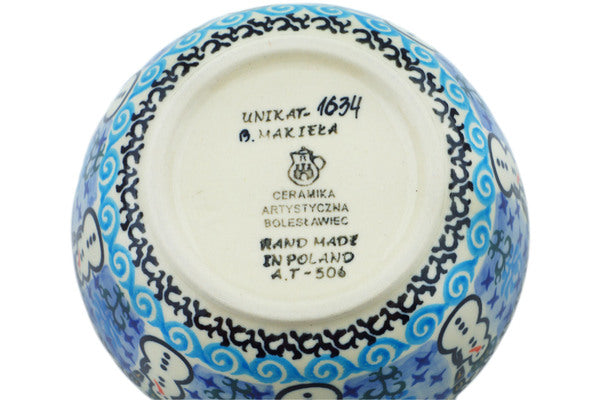 UNIKAT-1634
B. MAKIEŁA
CERAMIKA
ARTYSTYCZNA
BOLESŁAWIEC
HAND MADE
IN POLAND
A.T-506